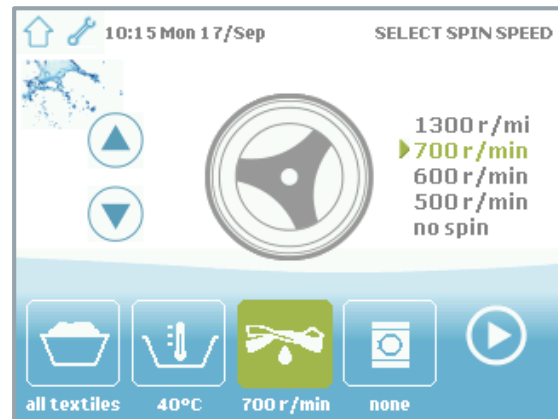 10:15 Mon 17/Sep
SELECT SPIN SPEED
1300 r/mi
700 r/min
600 r/min
500 r/min
no spin
all textiles
40°C
700 r/min
none